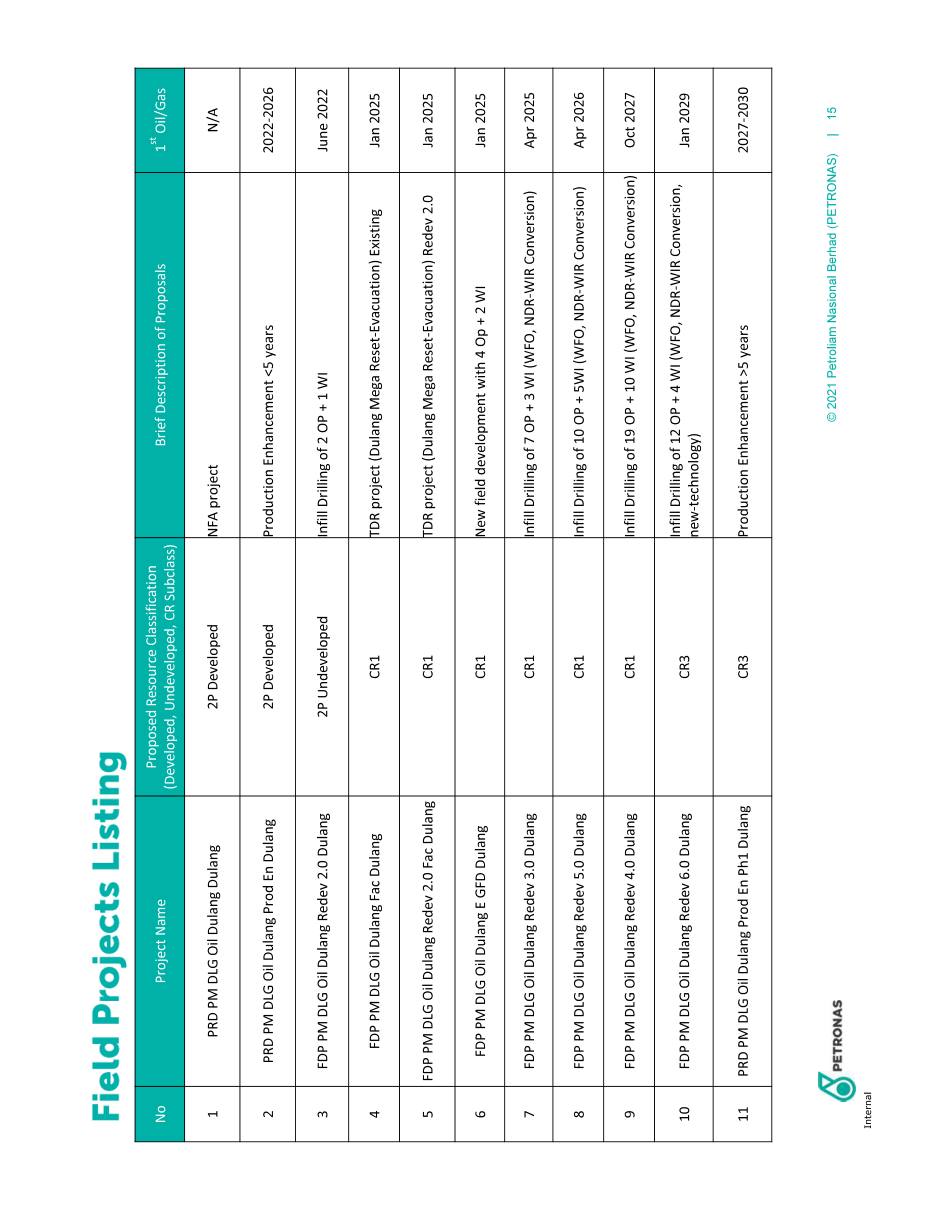 Field Projects Listing
No | Project Name | Proposed Resource Classification (Developed, Undeveloped, CR Subclass) | Brief Description of Proposals | 1st Oil/Gas
1 | PRD PM DLG Oil Dulang Dulang | 2P Developed | NFA project | N/A
2 | PRD PM DLG Oil Dulang Prod En Dulang | 2P Developed | Production Enhancement <5 years | 2022-2026
3 | FDP PM DLG Oil Dulang Redev 2.0 Dulang | 2P Undeveloped | Infill Drilling of 2 OP + 1 WI | June 2022
4 | FDP PM DLG Oil Dulang Fac Dulang | CR1 | TDR project (Dulang Mega Reset-Evacuation) Existing | Jan 2025
5 | FDP PM DLG Oil Dulang Redev 2.0 Fac Dulang | CR1 | TDR project (Dulang Mega Reset-Evacuation) Redev 2.0 | Jan 2025
6 | FDP PM DLG Oil Dulang E GFD Dulang | CR1 | New field development with 4 Op + 2 WI | Jan 2025
7 | FDP PM DLG Oil Dulang Redev 3.0 Dulang | CR1 | Infill Drilling of 7 OP + 3 WI (WFO, NDR-WIR Conversion) | Apr 2025
8 | FDP PM DLG Oil Dulang Redev 5.0 Dulang | CR1 | Infill Drilling of 10 OP + 5WI (WFO, NDR-WIR Conversion) | Apr 2026
9 | FDP PM DLG Oil Dulang Redev 4.0 Dulang | CR1 | Infill Drilling of 19 OP + 10 WI (WFO, NDR-WIR Conversion) | Oct 2027
10 | FDP PM DLG Oil Dulang Redev 6.0 Dulang | CR3 | Infill Drilling of 12 OP + 4 WI (WFO, NDR-WIR Conversion, new-technology) | Jan 2029
11 | PRD PM DLG Oil Dulang Prod En Ph1 Dulang | CR3 | Production Enhancement >5 years | 2027-2030
PETRONAS
© 2021 Petroliam Nasional Berhad (PETRONAS) | 15
Internal